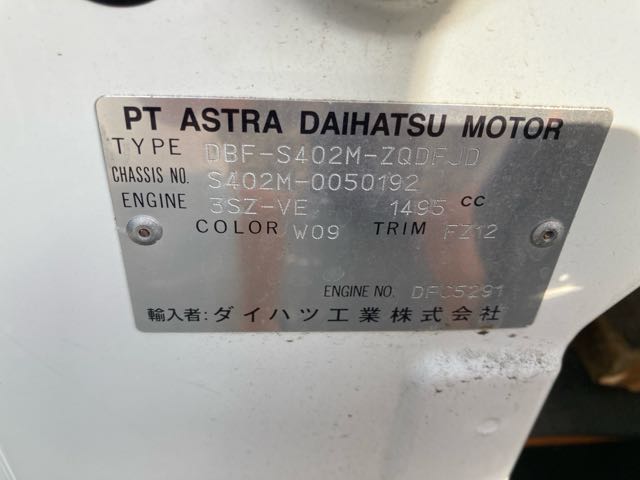 PT ASTRA DAIHATSU MOTOR
TYPE DBF-S402M-ZQDFJD
CHASSIS NO. S402M-0050192
ENGINE 3SZ-VE 1495 CC
COLOR W09 TRIM FZ12
ENGINE NO. DFC5291
輸入者:ダイハツ工業株式会社